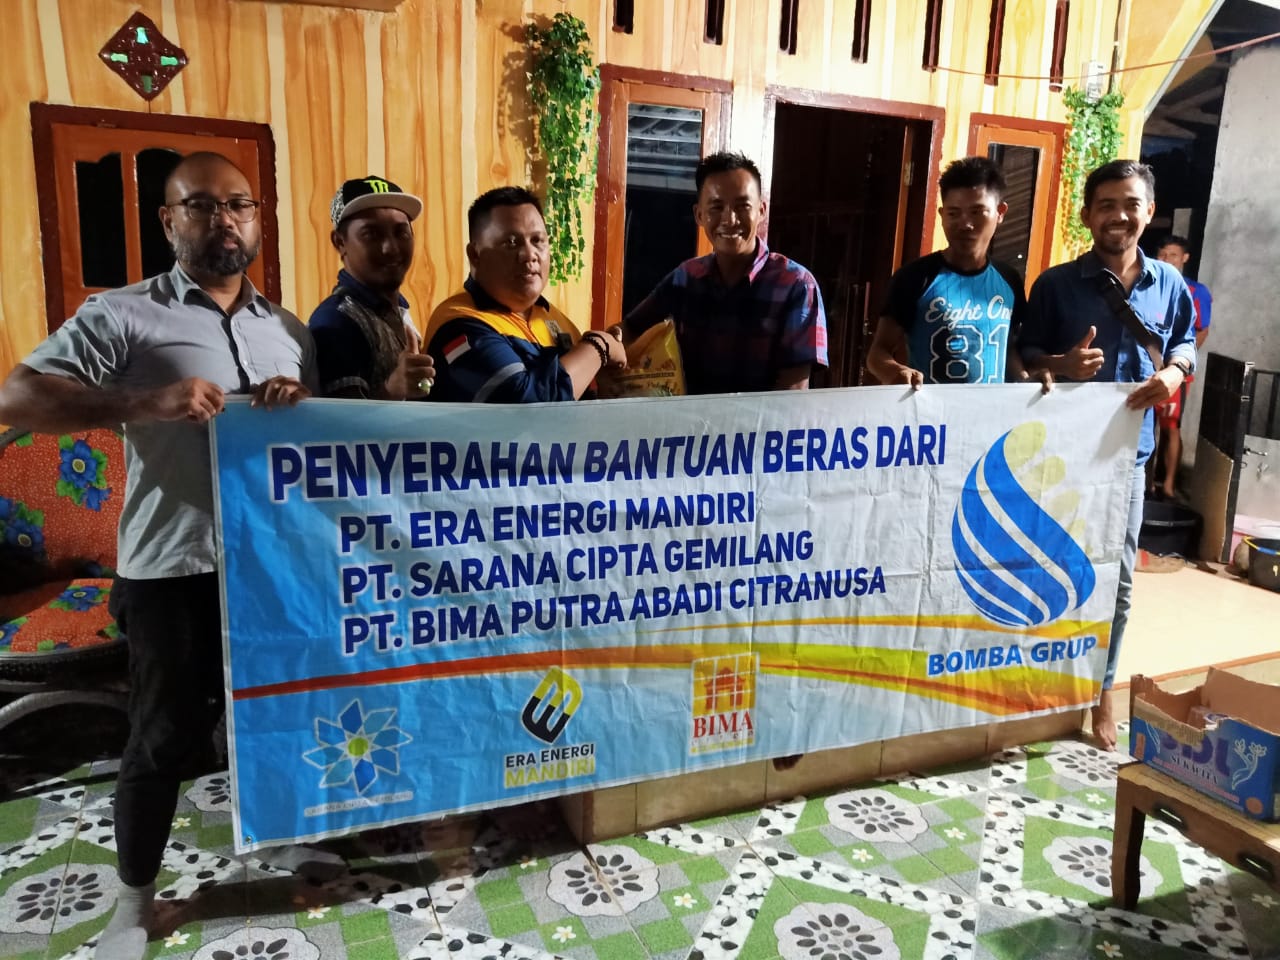 PENYERAHAN BANTUAN BERAS DARI
PT. ERA ENERGI MANDIRI
PT. SARANA CIPTA GEMILANG
PT. BIMA PUTRA ABADI CITRANUSA
BOMBA GRUP
ERA ENERGI
MANDIRI
BIMA
Eight
81
SUKAVITA